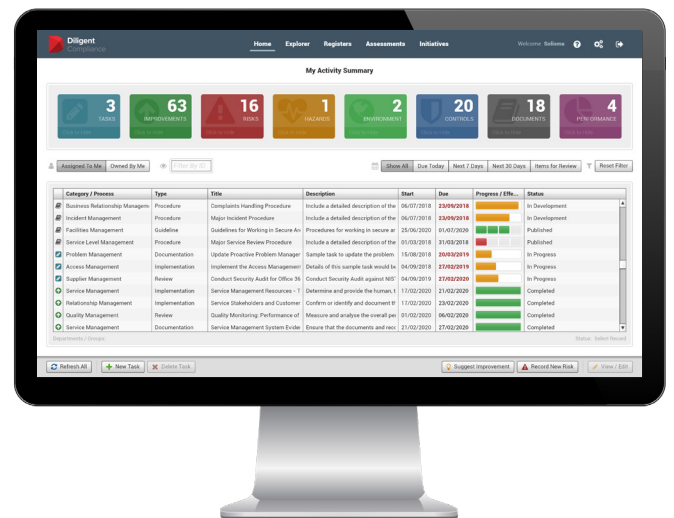 Diligent
Compliance
Home Explorer Registers Assessments Initiatives
Welcome Solisma
My Activity Summary
3 TASKS
63 IMPROVEMENTS
16 RISKS
1 HAZARDS
2 ENVIRONMENT
20 CONTROLS
18 DOCUMENTS
4 PERFORMANCE
Assigned To Me Owned By Me Filter By ID Show All Due Today Next 7 Days Next 30 Days Items for Review Reset Filter
Category / Process Type Title Description Start Due Progress / Effe... Status
Business Relationship Managem Procedure Complaints Handling Procedure Include a detailed description of the 06/07/2018 23/09/2018 In Development
Incident Management Procedure Major Incident Procedure Include a detailed description of the 06/07/2018 23/09/2018 In Development
Facilities Management Guideline Guidelines for Working in Secure Are Procedures for working in secure ar 25/06/2020 01/07/2020 Published
Service Level Management Procedure Major Service Review Procedure Include a detailed description of the 01/03/2018 31/03/2018 Published
Problem Management Documentation Update Proactive Problem Manager Sample task to update the problem 15/08/2018 20/03/2019 In Progress
Access Management Implementation Implement the Access Management Details of this sample task would be 04/09/2018 27/02/2019 In Progress
Supplier Management Review Conduct Security Audit for Office 36 Conduct Security Audit against NIS 04/09/2018 27/02/2020 In Progress
Service Management Implementation Service Management Resources - T Determine and provide the human, t 17/02/2020 21/02/2020 Completed
Relationship Management Implementation Service Stakeholders and Customer Confirm or identify and document th 17/02/2020 23/02/2020 Completed
Quality Management Review Quality Monitoring: Performance of Measure and analyse the overall per 01/02/2020 06/02/2020 Completed
Service Management Documentation Service Management System Evide Ensure that the documents and reco 21/02/2020 27/02/2020 Completed
Departments / Groups: Status: Select Record
Refresh All New Task Delete Task Suggest Improvement Record New Risk View / Edit